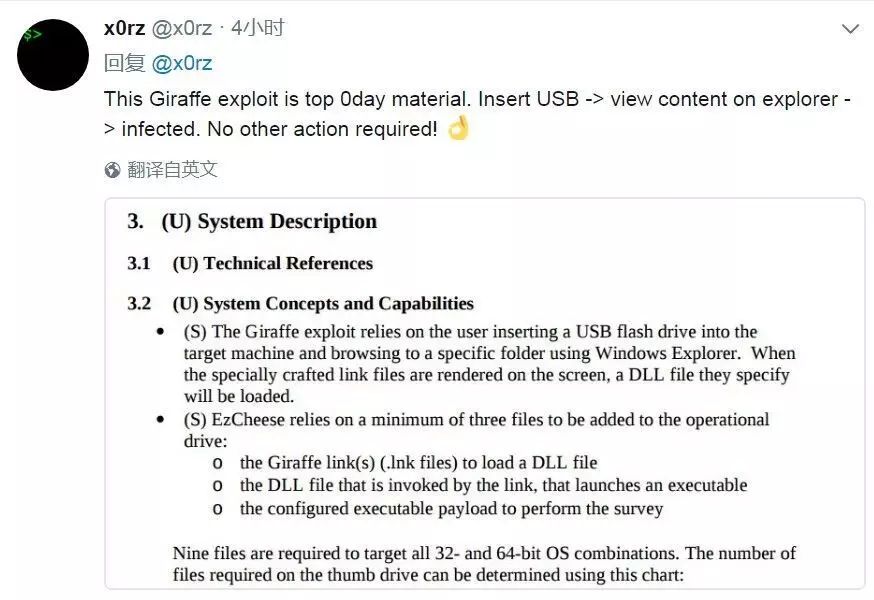 $>
x0rz @x0rz · 4小时
回复 @x0rz
This Giraffe exploit is top 0day material. Insert USB -> view content on explorer -
> infected. No other action required! 👌
翻译自英文
3. (U) System Description
3.1 (U) Technical References
3.2 (U) System Concepts and Capabilities
• (S) The Giraffe exploit relies on the user inserting a USB flash drive into the
target machine and browsing to a specific folder using Windows Explorer. When
the specially crafted link files are rendered on the screen, a DLL file they specify
will be loaded.
• (S) EzCheese relies on a minimum of three files to be added to the operational
drive:
o the Giraffe link(s) (.lnk files) to load a DLL file
o the DLL file that is invoked by the link, that launches an executable
o the configured executable payload to perform the survey
Nine files are required to target all 32- and 64-bit OS combinations. The number of
files required on the thumb drive can be determined using this chart: